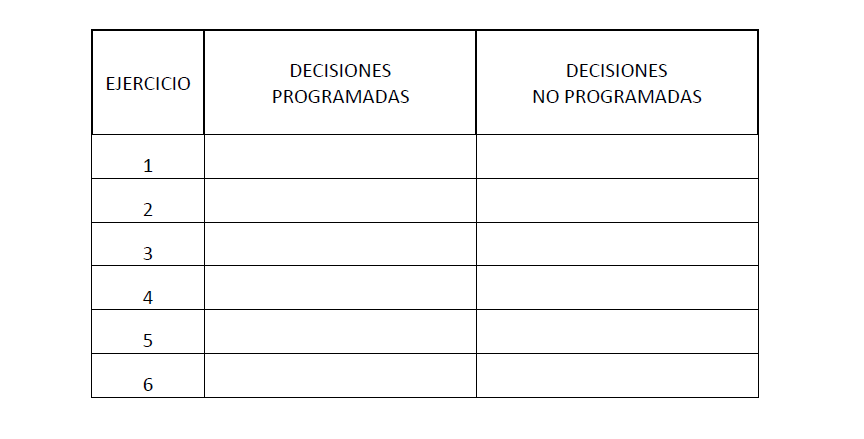 EJERCICIO
DECISIONES
PROGRAMADAS
DECISIONES
NO PROGRAMADAS
1
2
3
4
5
6